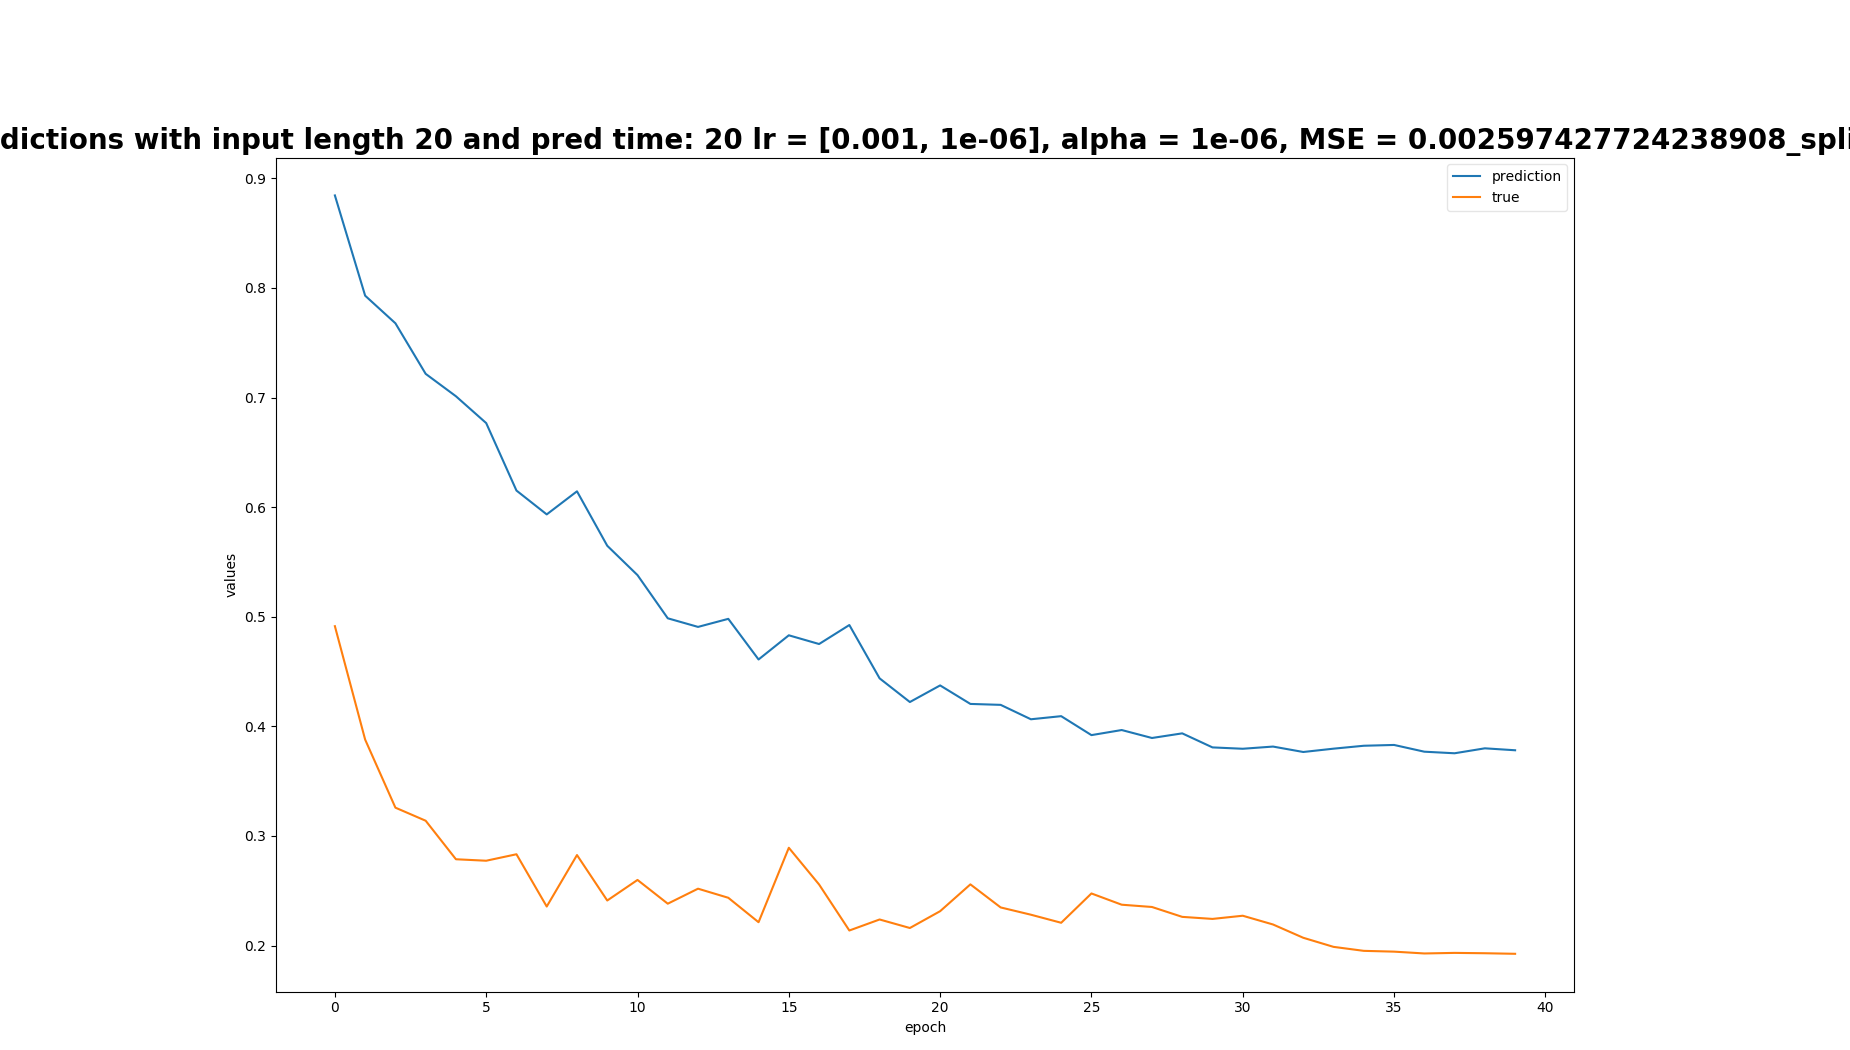 dictions with input length 20 and pred time: 20 lr = [0.001, 1e-06], alpha = 1e-06, MSE = 0.002597427724238908_spli
prediction
true
0.9
0.8
0.7
0.6
0.5
0.4
0.3
0.2
values
0 5 10 15 20 25 30 35 40
epoch